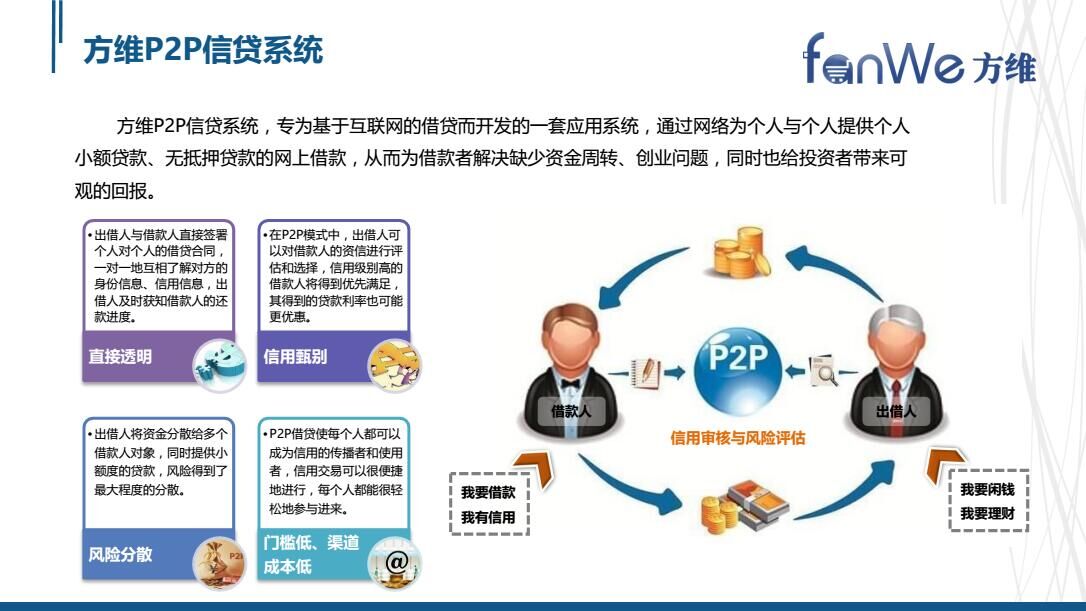 方维P2P信贷系统
fanWe 方维
方维P2P信贷系统，专为基于互联网的借贷而开发的一套应用系统，通过网络为个人与个人提供个人
小额贷款、无抵押贷款的网上借款，从而为借款者解决缺少资金周转、创业问题，同时也给投资者带来可
观的回报。
•出借人与借款人直接签署
个人对个人的借贷合同，
一对一地互相了解对方的
身份信息、信用信息，出
借人及时获知借款人的还
款进度。
直接透明
•在P2P模式中，出借人可
以对借款人的资信进行评
估和选择，信用级别高的
借款人将得到优先满足，
其得到的贷款利率也可能
更优惠。
信用甄别
•出借人将资金分散给多个
借款人对象，同时提供小
额度的贷款，风险得到了
最大程度的分散。
风险分散
P2P
•P2P借贷使每个人都可以
成为信用的传播者和使用
者，信用交易可以很便捷
地进行，每个人都能很轻
松地参与进来。
门槛低、渠道
成本低
@
P2P
借款人
出借人
信用审核与风险评估
我要借款
我有信用
我要闲钱
我要理财